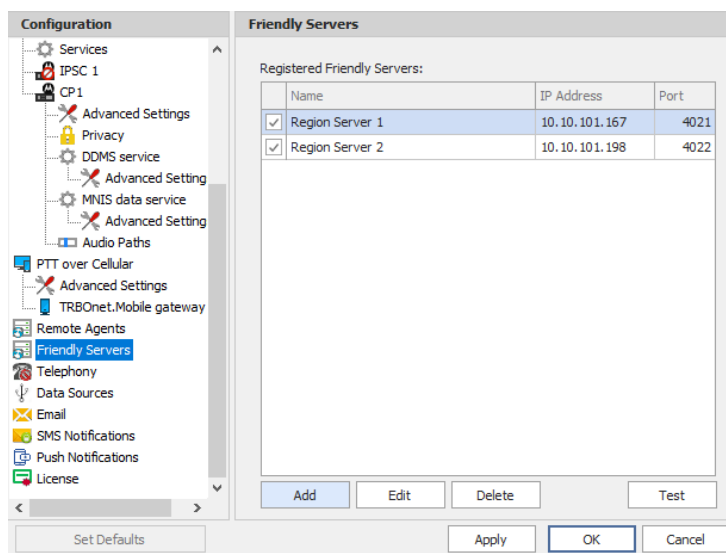 Configuration
Services
IPSC 1
CP1
Advanced Settings
Privacy
DDMS service
Advanced Setting
MNIS data service
Advanced Setting
Audio Paths
PTT over Cellular
Advanced Settings
TRBOnet.Mobile gateway
Remote Agents
Friendly Servers
Telephony
Data Sources
Email
SMS Notifications
Push Notifications
License
Set Defaults
Friendly Servers
Registered Friendly Servers:
Name IP Address Port
Region Server 1 10.10.101.167 4021
Region Server 2 10.10.101.198 4022
Add Edit Delete Test
Apply OK Cancel